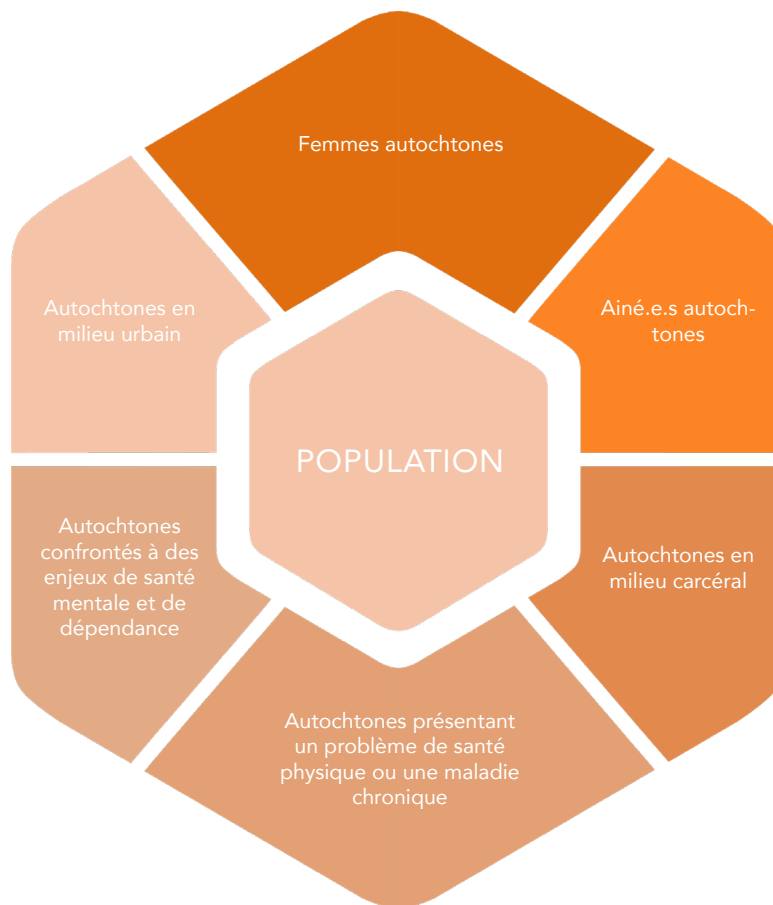 Femmes autochtones
Autochtones en
milieu urbain
Ainé.e.s autoch-
tones
POPULATION
Autochtones
confrontés à des
enjeux de santé
mentale et de
dépendance
Autochtones en
milieu carcéral
Autochtones présentant
un problème de santé
physique ou une maladie
chronique